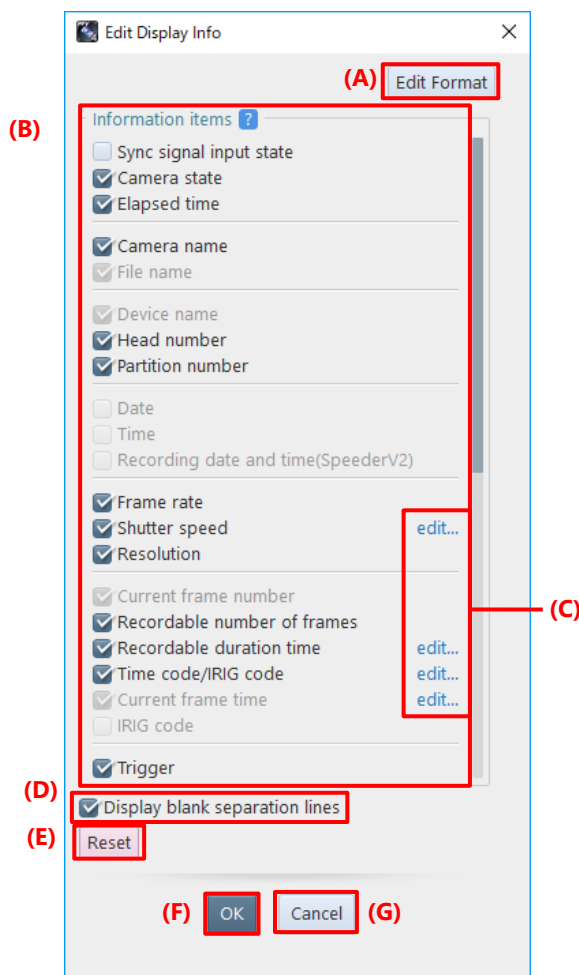 Edit Display Info
(A) Edit Format
(B)
Information items ?
Sync signal input state
Camera state
Elapsed time
Camera name
File name
Device name
Head number
Partition number
Date
Time
Recording date and time(SpeederV2)
Frame rate
Shutter speed edit...
Resolution
Current frame number
(C)
Recordable number of frames
Recordable duration time edit...
Time code/IRIG code edit...
Current frame time edit...
IRIG code
Trigger
(D)
Display blank separation lines
(E) Reset
(F) OK Cancel (G)